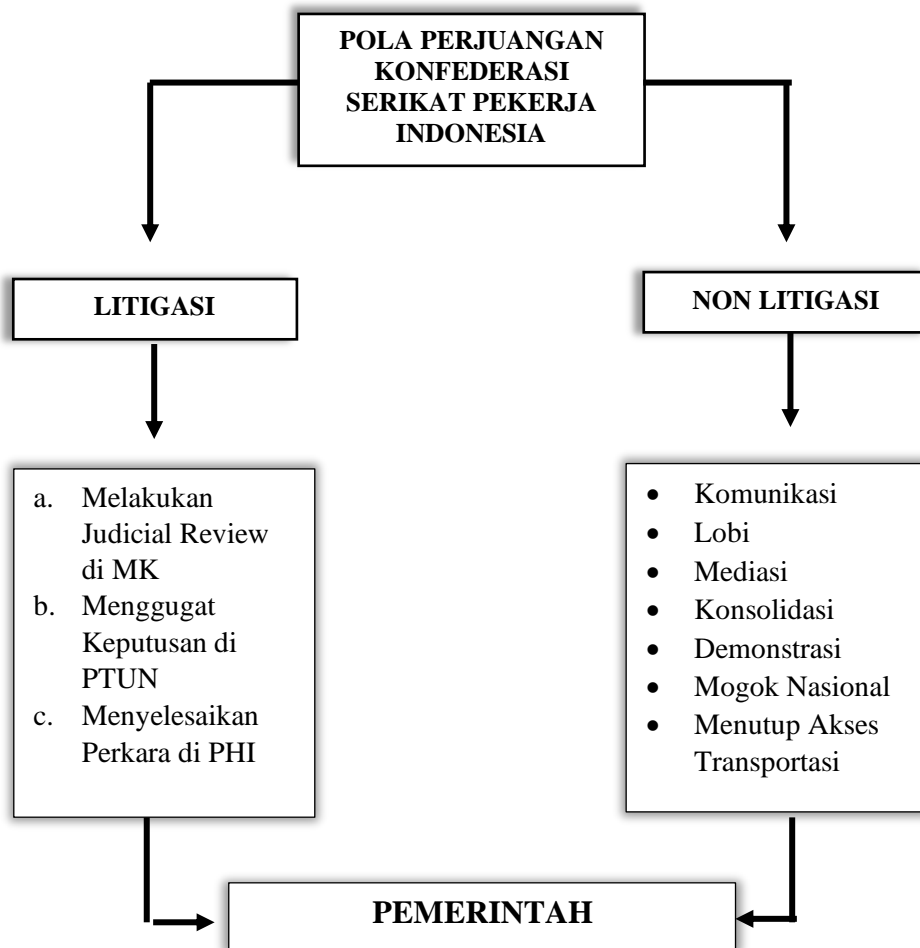 POLA PERJUANGAN
KONFEDERASI
SERIKAT PEKERJA
INDONESIA
LITIGASI
NON LITIGASI
a. Melakukan
Judicial Review
di MK
b. Menggugat
Keputusan di
PTUN
c. Menyelesaikan
Perkara di PHI
• Komunikasi
• Lobi
• Mediasi
• Konsolidasi
• Demonstrasi
• Mogok Nasional
• Menutup Akses
Transportasi
PEMERINTAH